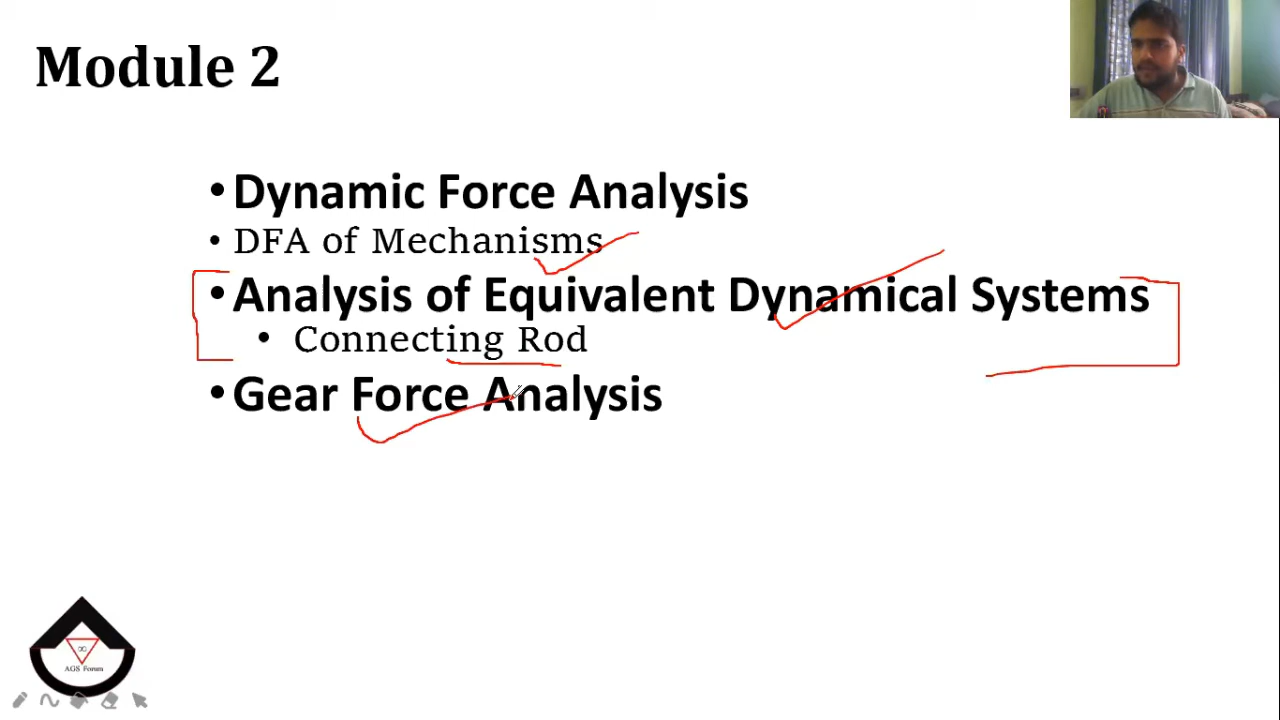 Module 2
•Dynamic Force Analysis
• DFA of Mechanisms
•Analysis of Equivalent Dynamical Systems
• Connecting Rod
•Gear Force Analysis
∞
AGS Forum